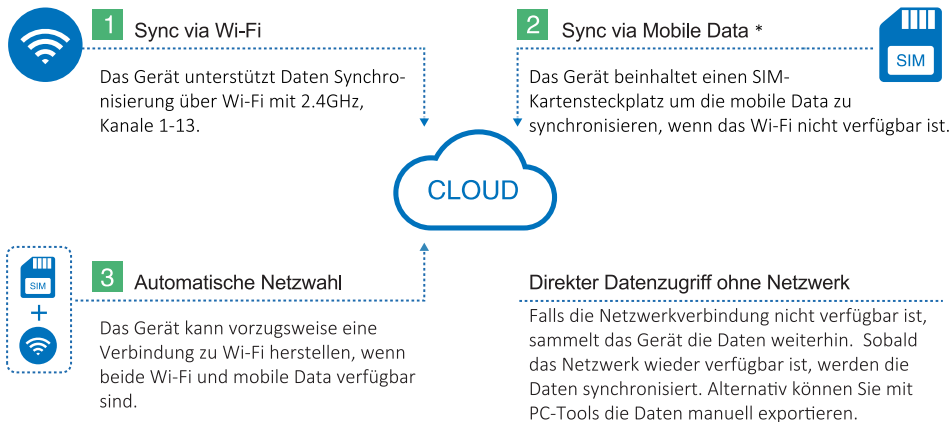 1 Sync via Wi-Fi
Das Gerät unterstützt Daten Synchro-
nisierung über Wi-Fi mit 2.4GHz,
Kanale 1-13.
2 Sync via Mobile Data *
SIM
Das Gerät beinhaltet einen SIM-
Kartensteckplatz um die mobile Data zu
synchronisieren, wenn das Wi-Fi nicht verfügbar ist.
CLOUD
SIM
+
3 Automatische Netzwahl
Das Gerät kann vorzugsweise eine
Verbindung zu Wi-Fi herstellen, wenn
beide Wi-Fi und mobile Data verfügbar
sind.
Direkter Datenzugriff ohne Netzwerk
Falls die Netzwerkverbindung nicht verfügbar ist,
sammelt das Gerät die Daten weiterhin. Sobald
das Netzwerk wieder verfügbar ist, werden die
Daten synchronisiert. Alternativ können Sie mit
PC-Tools die Daten manuell exportieren.